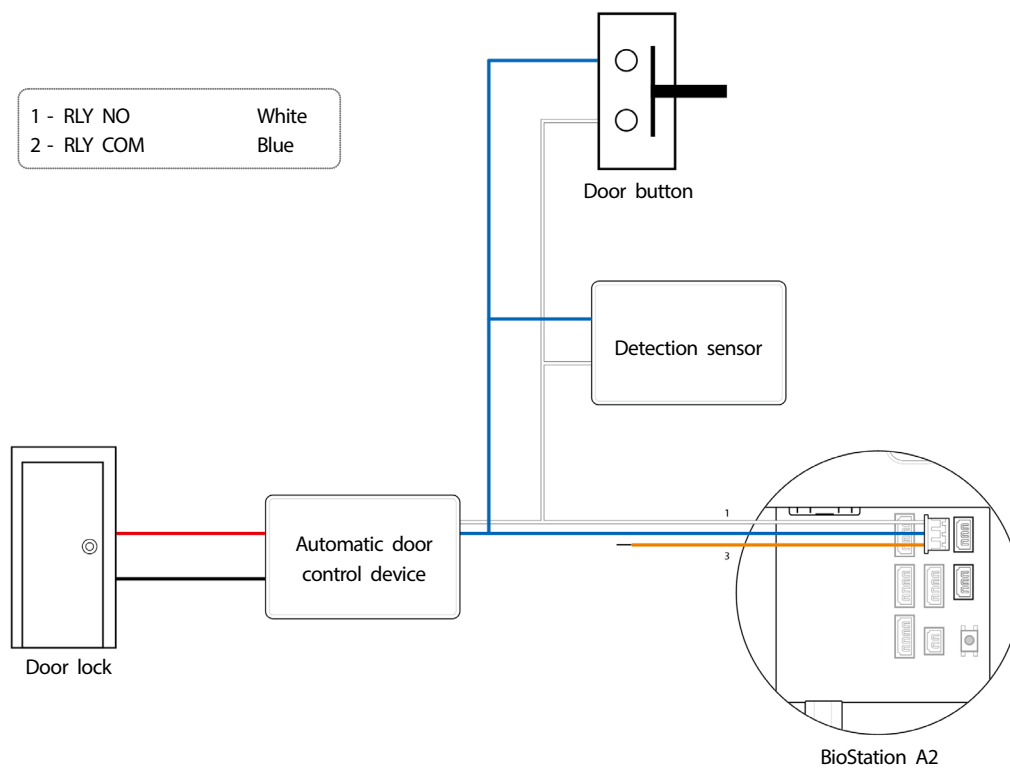 1 - RLY NO White
2 - RLY COM Blue
Door button
Detection sensor
1
3
Automatic door
control device
Door lock
BioStation A2